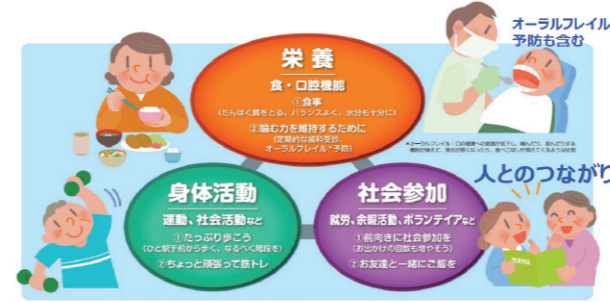 オーラルフレイル
予防も含む
栄養
食・口腔機能
①食事
(たんぱく質をとる、バランスよく、水分も十分に)
②噛む力を維持するために
(定期的な歯科受診、
オーラルフレイル*予防)
人とのつながり
身体活動
運動、社会活動など
①たっぷり歩こう
(ひと駅手前から歩く、なるべく階段を)
②ちょっと頑張って筋トレ
社会参加
就労、余暇活動、ボランティアなど
①前向きに社会参加を
(お出かけの回数も増やそう)
②お友達と一緒にご飯を